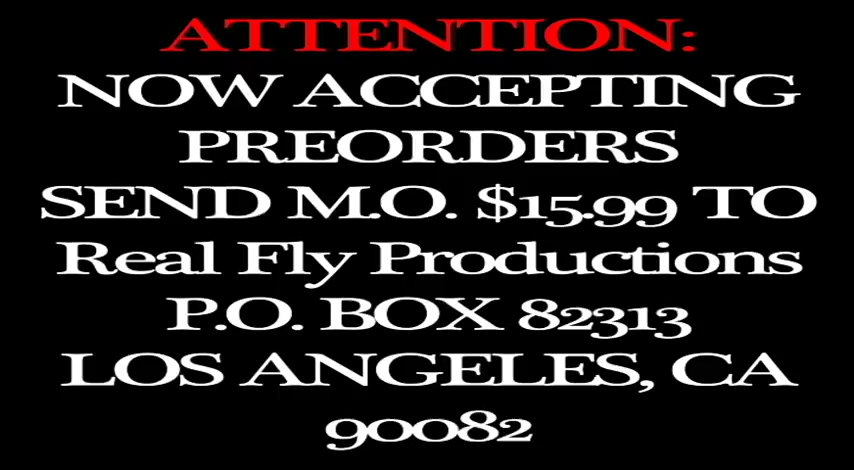 ATTENTION:
NOW ACCEPTING
PREORDERS
SEND M.O. $15.99 TO
Real Fly Productions
P.O. BOX 82313
LOS ANGELES, CA
90082